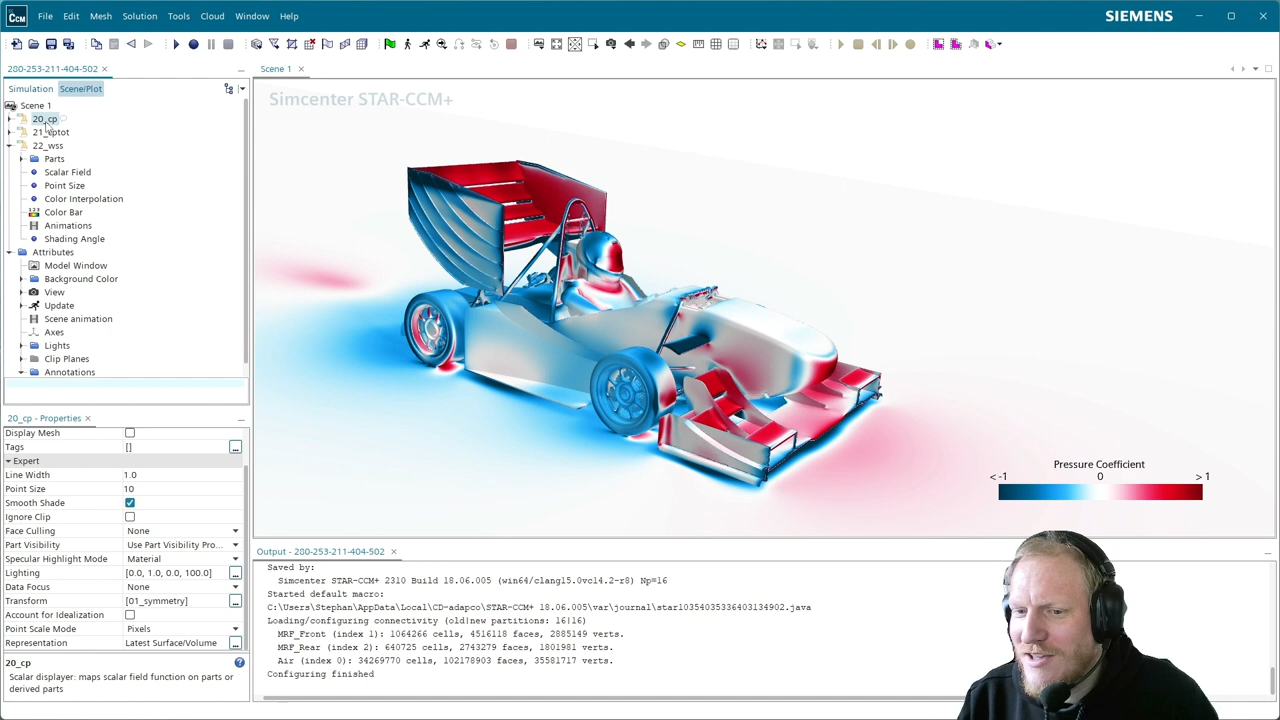 CCM File Edit Mesh Solution Tools Cloud Window Help SIEMENS
280-253-211-404-502
Scene 1
Simulation Scene/Plot
Scene 1
20_cp
21_cptot
22_wss
Parts
Scalar Field
Point Size
Color Interpolation
Color Bar
Animations
Shading Angle
Attributes
Model Window
Background Color
View
Update
Scene animation
Axes
Lights
Clip Planes
Annotations
20_cp - Properties
Display Mesh
Tags []
Expert
Line Width 1.0
Point Size 10
Smooth Shade
Ignore Clip
Face Culling None
Part Visibility Use Part Visibility Pro...
Specular Highlight Mode Material
Lighting [0.0, 1.0, 0.0, 100.0]
Data Focus None
Transform [01_symmetry]
Account for Idealization
Point Scale Mode Pixels
Representation Latest Surface/Volume
20_cp
Scalar displayer: maps scalar field function on parts or
derived parts
Simcenter STAR-CCM+
Pressure Coefficient
< -1 0 > 1
Output - 280-253-211-404-502
Saved by:
Simcenter STAR-CCM+ 2310 Build 18.06.005 (win64/clang15.0vc14.2-r8) Np=16
Started default macro:
C:\Users\Stephan\AppData\Local\CD-adapco\STAR-CCM+ 18.06.005\var\journal\star10354035336403134902.java
Loading/configuring connectivity (old|new partitions: 16|16)
MRF_Front (index 1): 1064266 cells, 4516118 faces, 2885149 verts.
MRF_Rear (index 2): 640725 cells, 2743279 faces, 1801981 verts.
Air (index 0): 34269770 cells, 102178903 faces, 35581717 verts.
Configuring finished